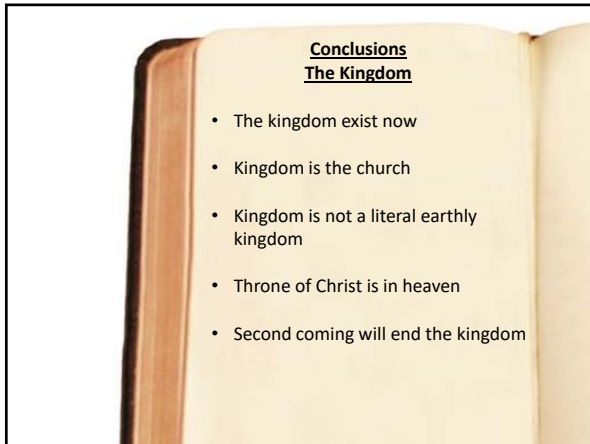 Conclusions
The Kingdom
• The kingdom exist now
• Kingdom is the church
• Kingdom is not a literal earthly
kingdom
• Throne of Christ is in heaven
• Second coming will end the kingdom